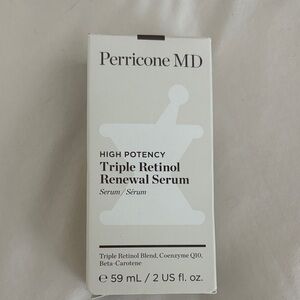 Perricone MD
HIGH POTENCY
Triple Retinol
Renewal Serum
Serum / Sérum
Triple Retinol Blend, Coenzyme Q10,
Beta-Carotene
℮ 59 mL / 2 US fl. oz.